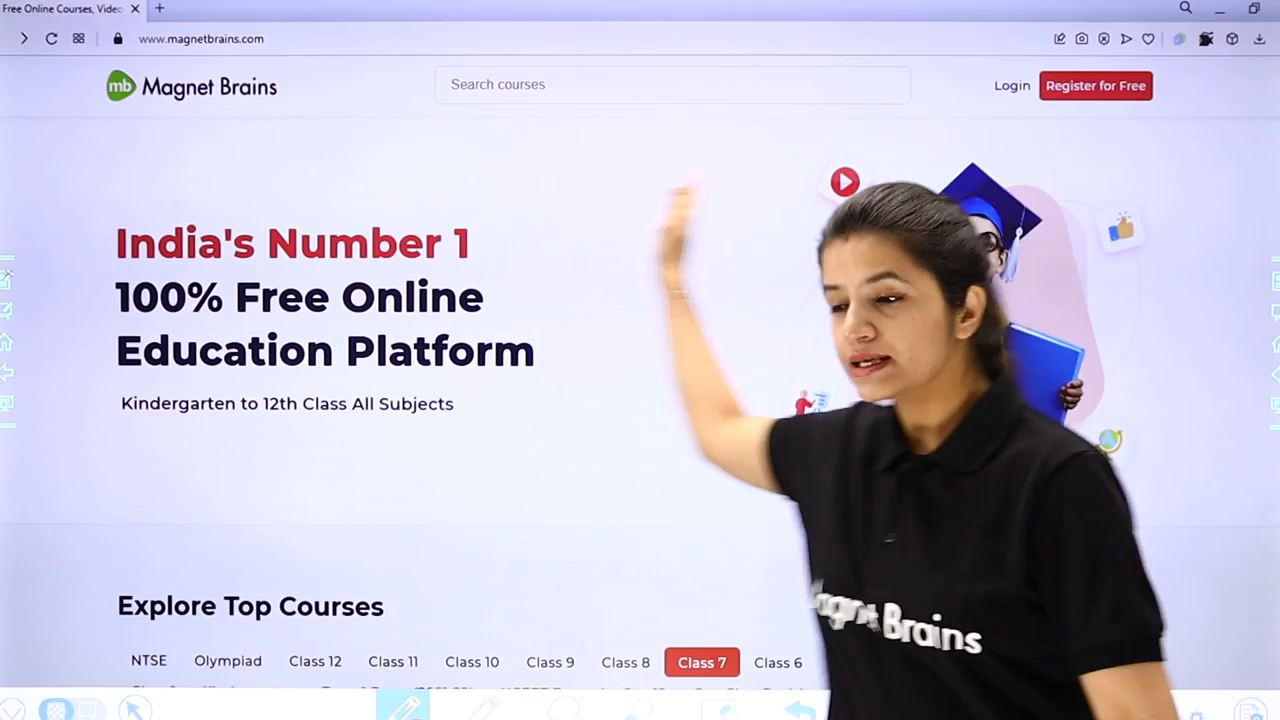 Free Online Courses, Video
www.magnetbrains.com
mb Magnet Brains
Search courses
Login
Register for Free
India's Number 1
100% Free Online
Education Platform
Kindergarten to 12th Class All Subjects
Explore Top Courses
NTSE Olympiad Class 12 Class 11 Class 10 Class 9 Class 8 Class 7 Class 6
Magnet Brains